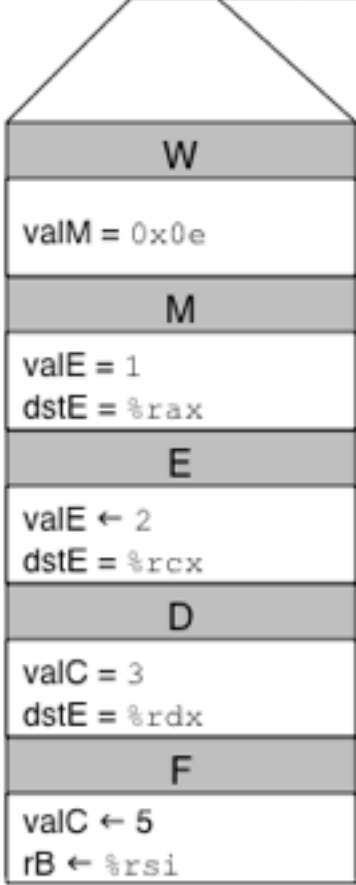 W
valM = 0x0e
M
valE = 1
dstE = %rax
E
valE ← 2
dstE = %rcx
D
valC = 3
dstE = %rdx
F
valC ← 5
rB ← %rsi